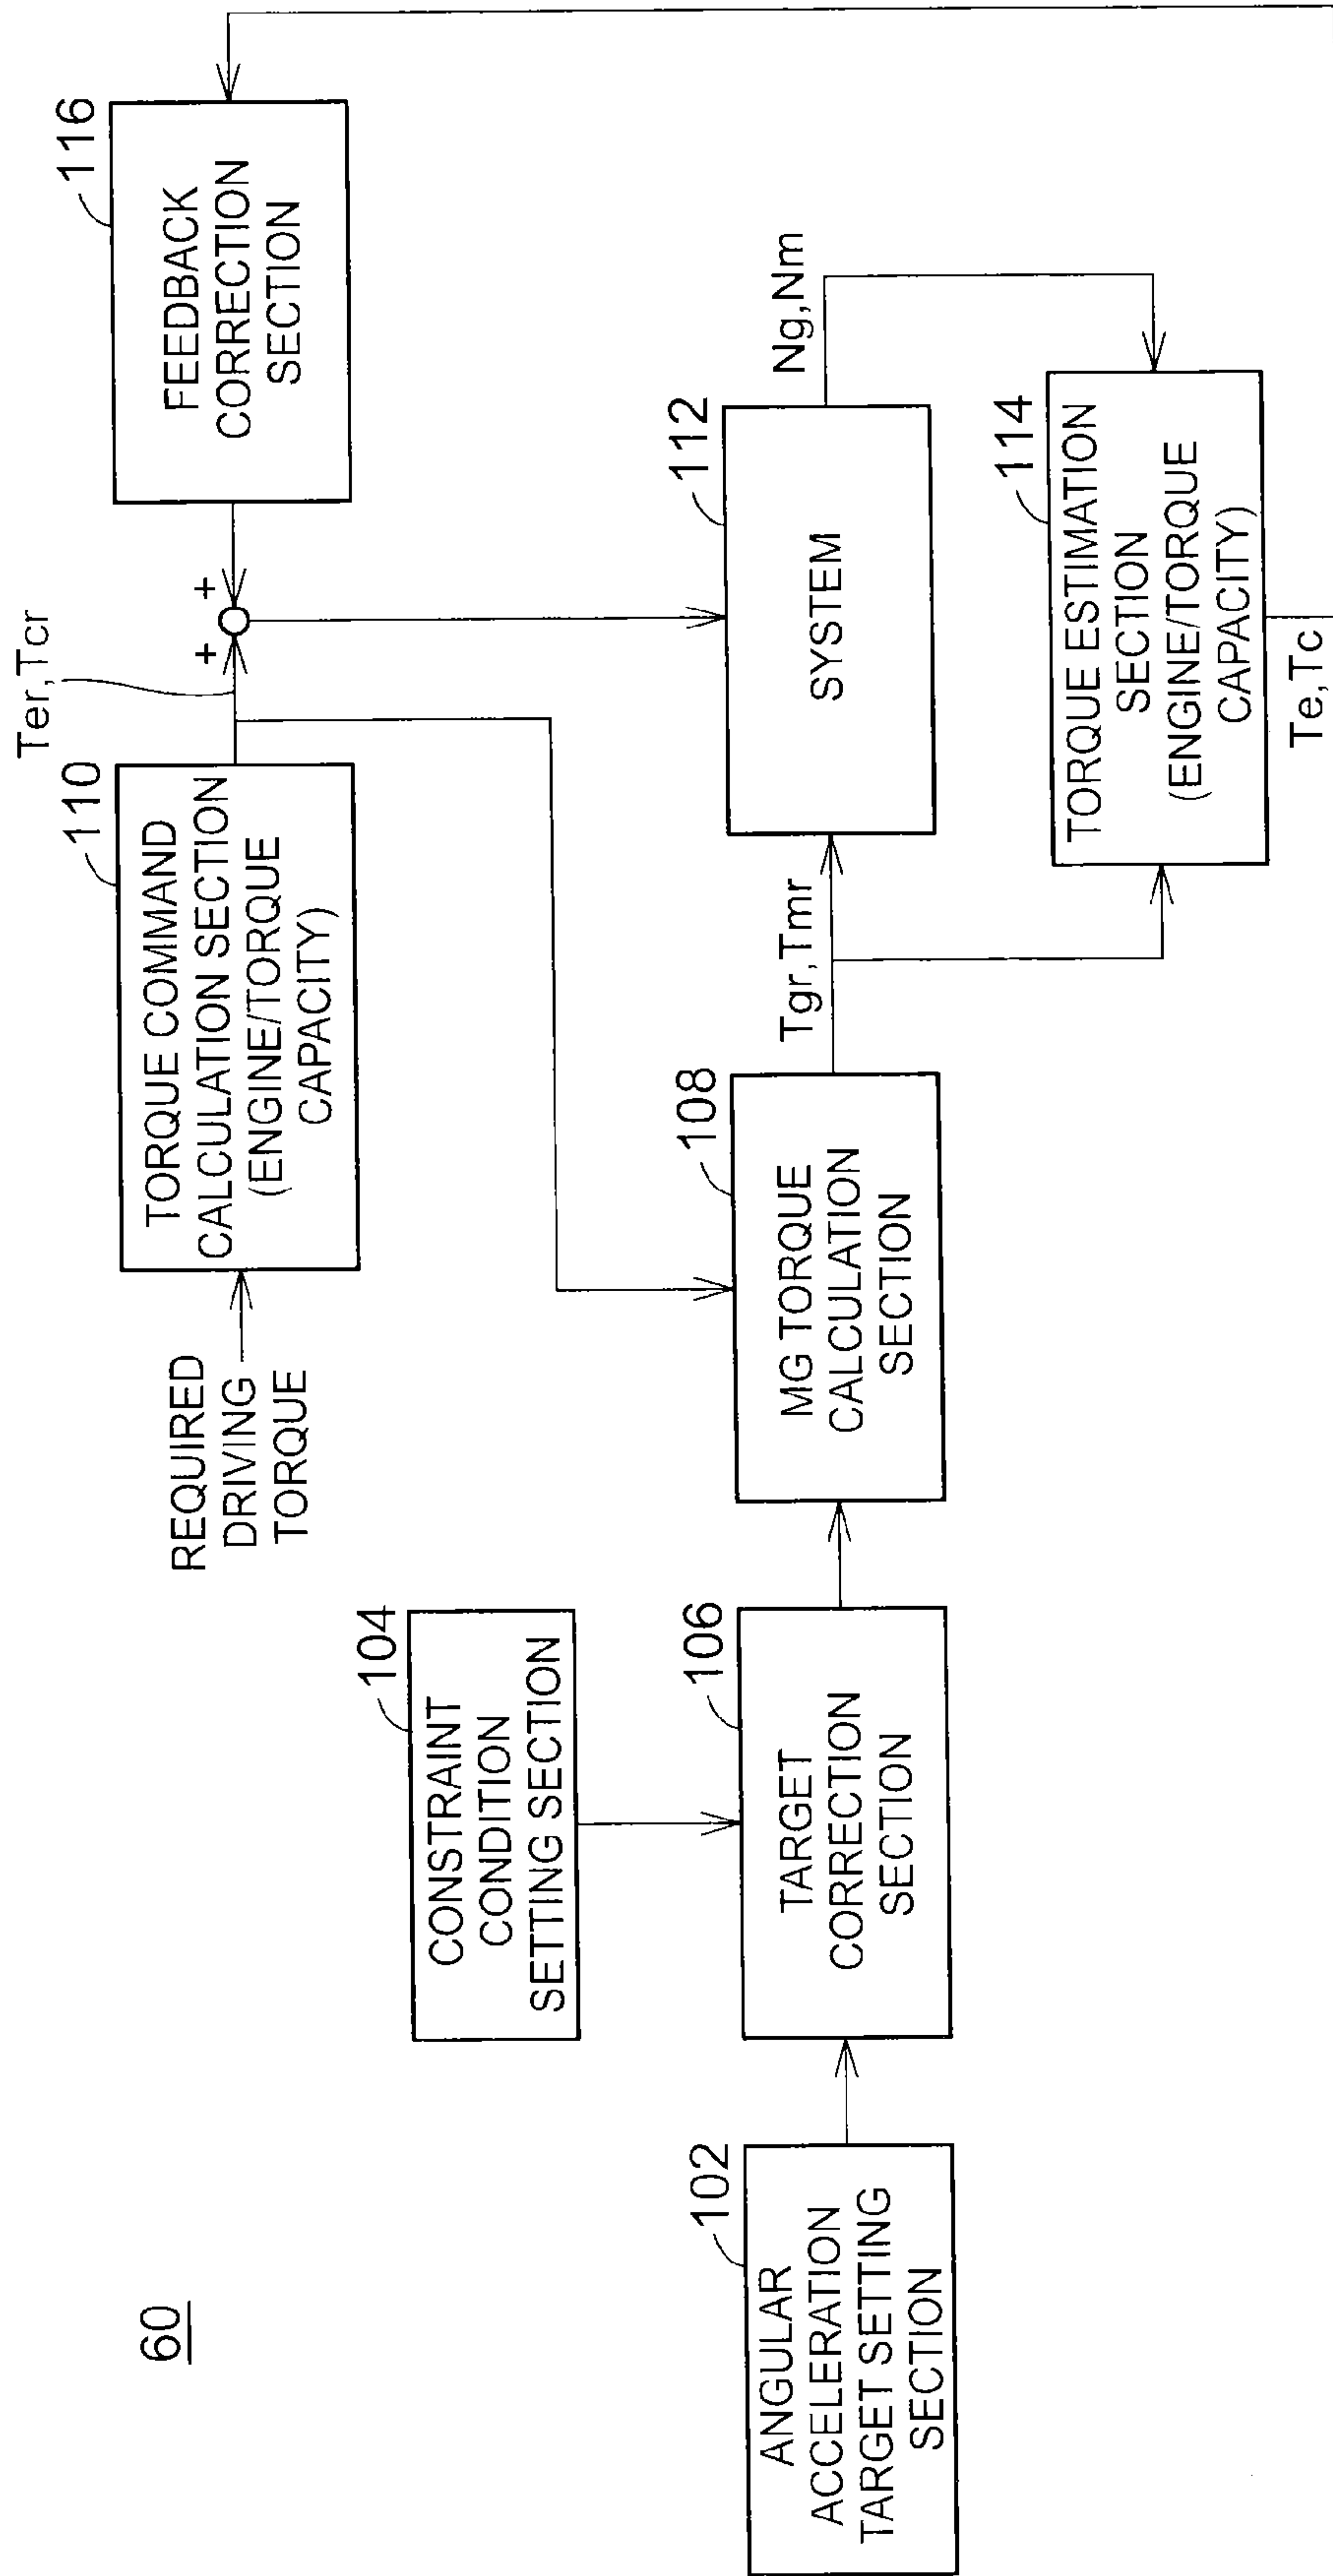 60
REQUIRED
DRIVING
TORQUE
110
TORQUE COMMAND
CALCULATION SECTION
(ENGINE/TORQUE
CAPACITY)
Ter,Tcr
+
+
116
FEEDBACK
CORRECTION
SECTION
104
CONSTRAINT
CONDITION
SETTING SECTION
102
ANGULAR
ACCELERATION
TARGET SETTING
SECTION
106
TARGET
CORRECTION
SECTION
108
MG TORQUE
CALCULATION
SECTION
Tgr,Tmr
112
SYSTEM
Ng,Nm
114
TORQUE ESTIMATION
SECTION
(ENGINE/TORQUE
CAPACITY)
Te,Tc